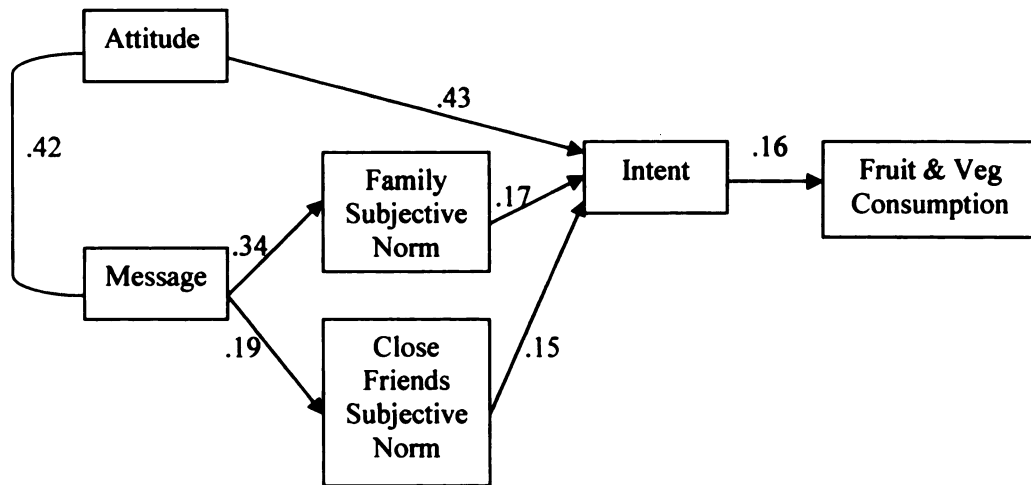 Attitude
.43
.42
Family
Subjective
Norm
.17
Intent
.16
Fruit & Veg
Consumption
Message
.34
.19
Close
Friends
Subjective
Norm
.15